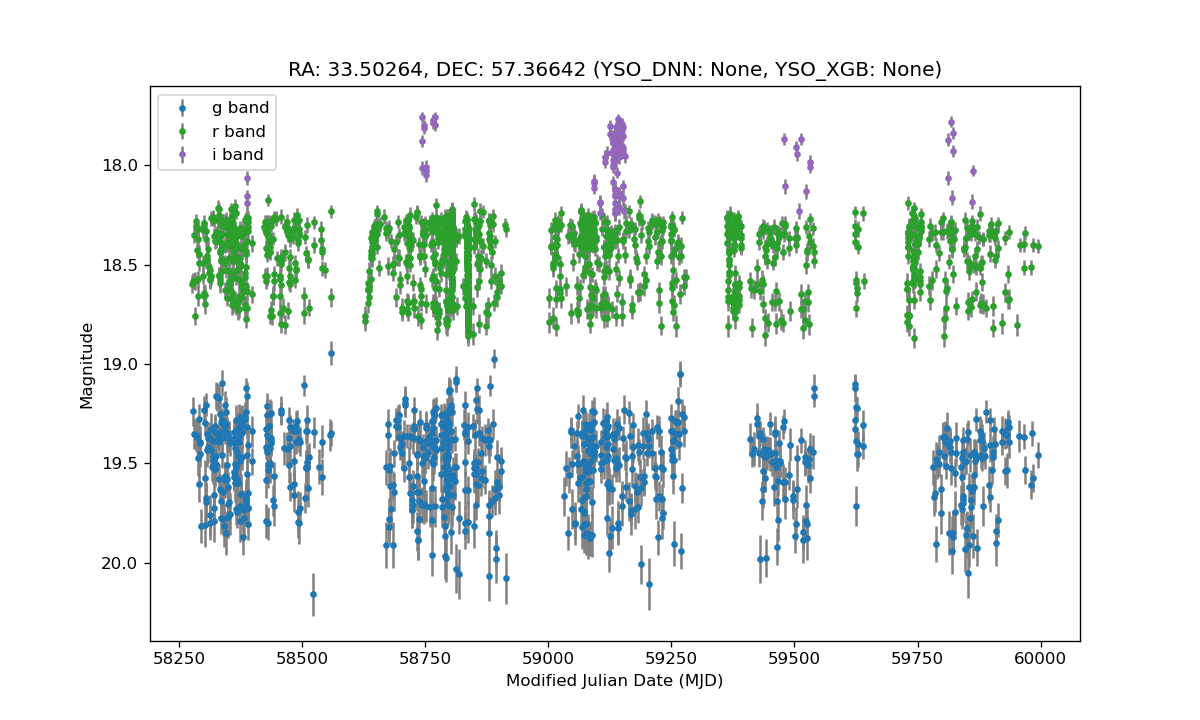 RA: 33.50264, DEC: 57.36642 (YSO_DNN: None, YSO_XGB: None)
g band
r band
i band
18.0
18.5
19.0
19.5
20.0
Magnitude
58250 58500 58750 59000 59250 59500 59750 60000
Modified Julian Date (MJD)